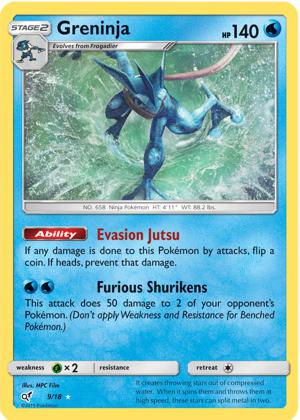 STAGE2 Greninja HP 140
Evolves from Frogadier
NO. 658 Ninja Pokémon HT: 4'11" WT: 88.2 lbs.
Ability Evasion Jutsu
If any damage is done to this Pokémon by attacks, flip a
coin. If heads, prevent that damage.
Furious Shurikens
This attack does 50 damage to 2 of your opponent's
Pokémon. (Don't apply Weakness and Resistance for Benched
Pokémon.)
weakness × 2 resistance retreat
Illus. MPC Film
9/18
It creates throwing stars out of compressed
water. When it spins them and throws them at
high speed, these stars can split metal in two.